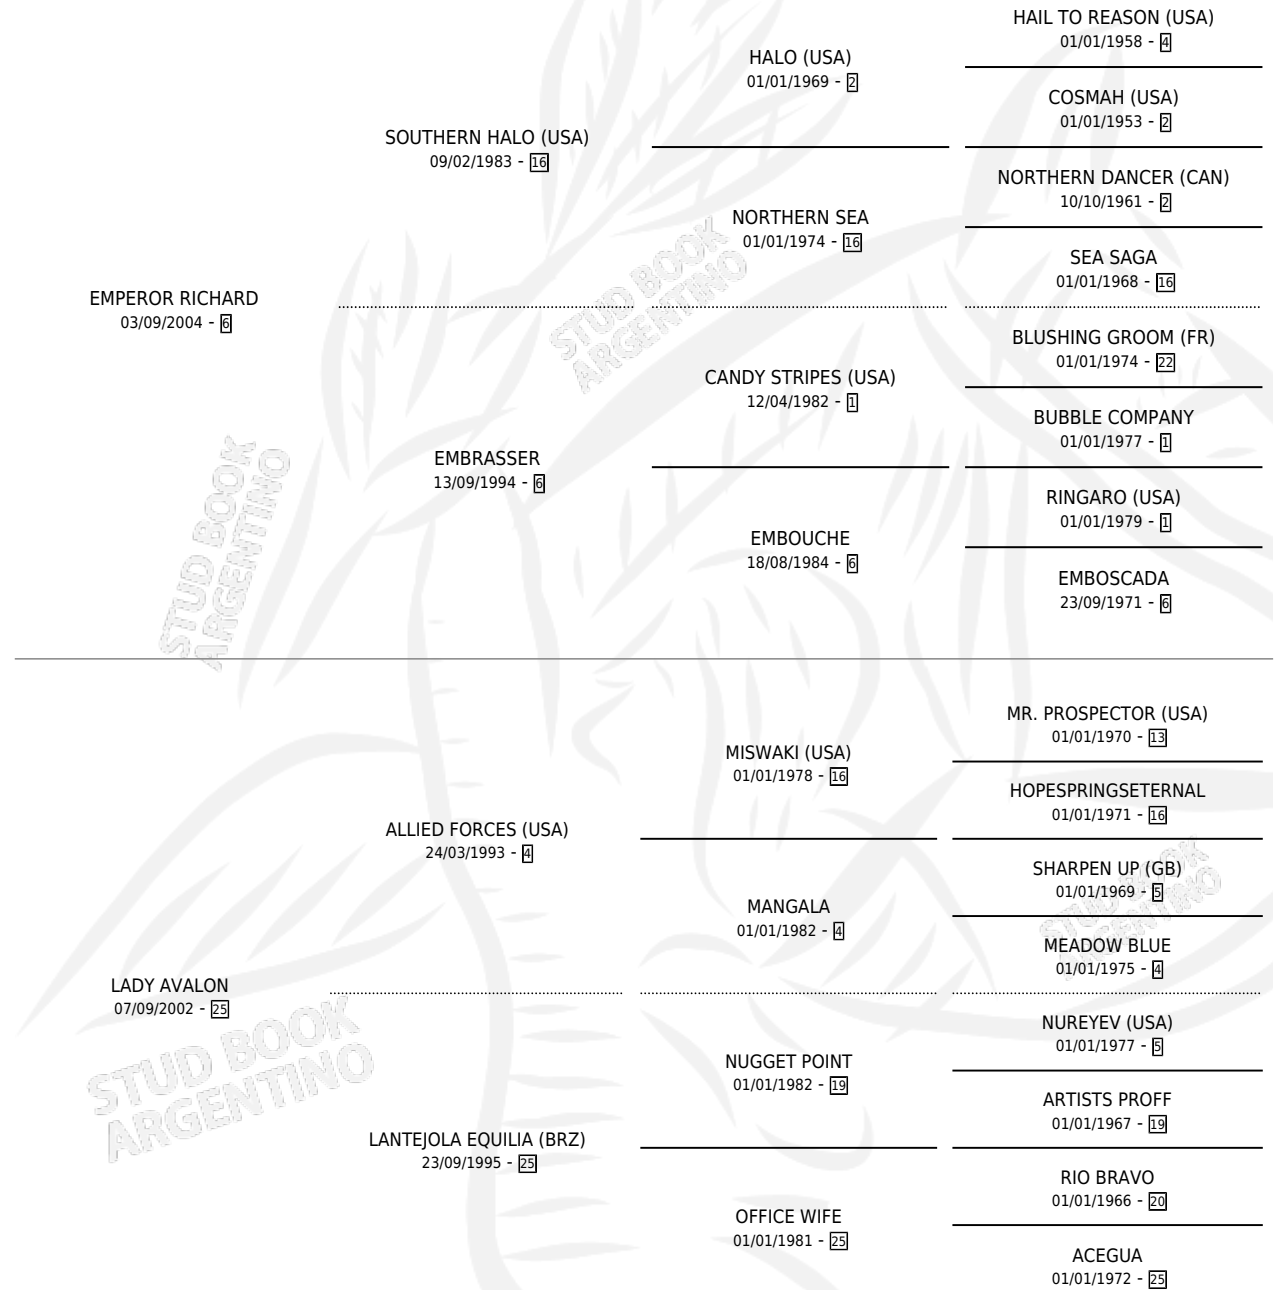 HAIL TO REASON (USA)
01/01/1958 - 4
HALO (USA)
01/01/1969 - 2
COSMAH (USA)
01/01/1953 - 2
SOUTHERN HALO (USA)
09/02/1983 - 16
NORTHERN DANCER (CAN)
10/10/1961 - 2
NORTHERN SEA
01/01/1974 - 16
SEA SAGA
01/01/1968 - 16
EMPEROR RICHARD
03/09/2004 - 6
BLUSHING GROOM (FR)
01/01/1974 - 22
CANDY STRIPES (USA)
12/04/1982 - 1
BUBBLE COMPANY
01/01/1977 - 1
EMBRASSER
13/09/1994 - 6
RINGARO (USA)
01/01/1979 - 1
EMBOUCHE
18/08/1984 - 6
EMBOSCADA
23/09/1971 - 6
STUD BOOK
ARGENTINO
STUD BOOK
ARGENTINO
MR. PROSPECTOR (USA)
01/01/1970 - 13
MISWAKI (USA)
01/01/1978 - 16
HOPESPRINGSETERNAL
01/01/1971 - 16
ALLIED FORCES (USA)
24/03/1993 - 4
SHARPEN UP (GB)
01/01/1969 - 5
MANGALA
01/01/1982 - 4
MEADOW BLUE
01/01/1975 - 4
LADY AVALON
07/09/2002 - 25
NUREYEV (USA)
01/01/1977 - 5
NUGGET POINT
01/01/1982 - 19
ARTISTS PROFF
01/01/1967 - 19
LANTEJOLA EQUILIA (BRZ)
23/09/1995 - 25
RIO BRAVO
01/01/1966 - 20
OFFICE WIFE
01/01/1981 - 25
ACEGUA
01/01/1972 - 25
STUD BOOK
ARGENTINO
STUD BOOK
ARGENTINO